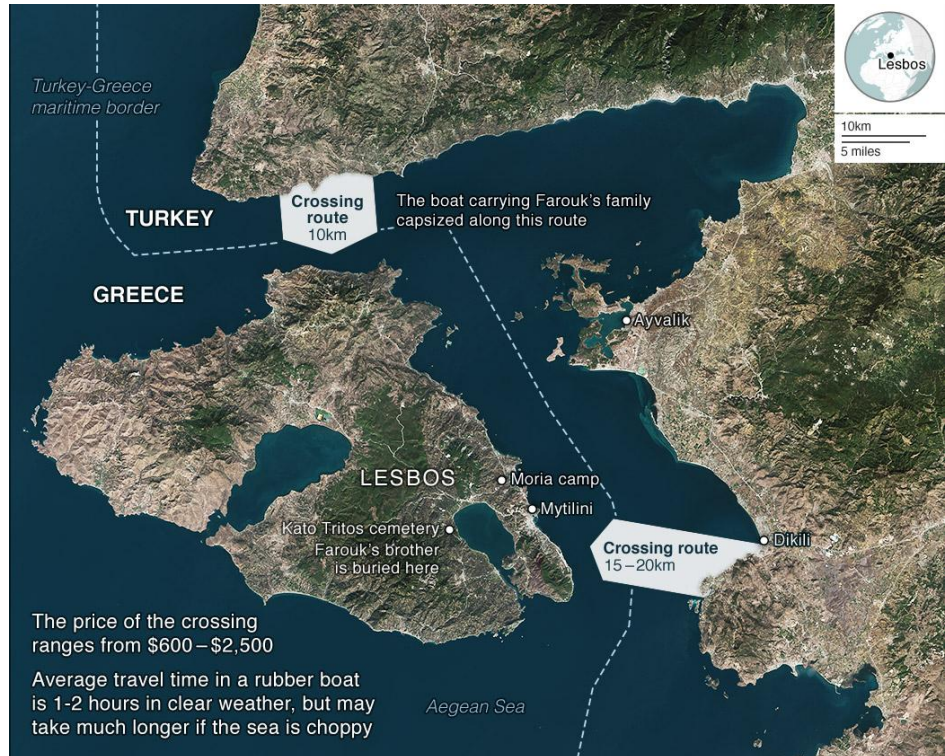 Lesbos
10km
5 miles
Turkey-Greece
maritime border
TURKEY
Crossing
route
10km
The boat carrying Farouk's family
capsized along this route
GREECE
Ayvalik
LESBOS
Moria camp
Mytilini
Kato Tritos cemetery
Farouk's brother
is buried here
Crossing route
15–20km
Dikili
The price of the crossing
ranges from $600–$2,500
Average travel time in a rubber boat
is 1-2 hours in clear weather, but may
take much longer if the sea is choppy
Aegean Sea